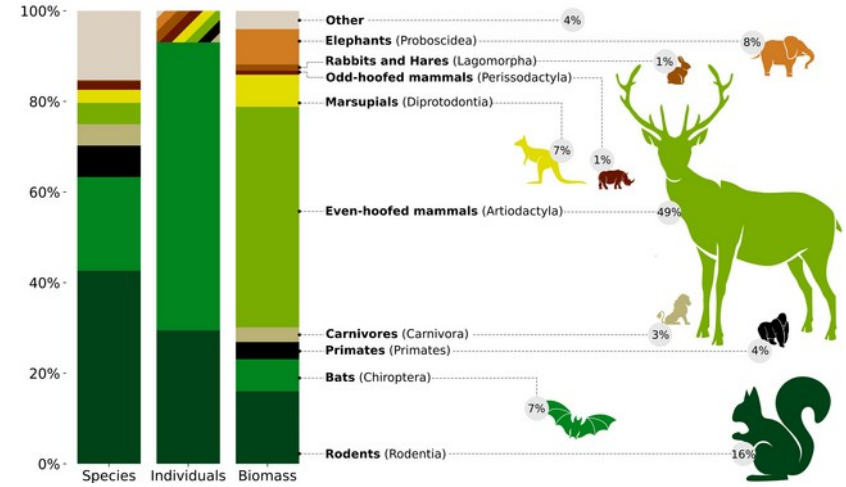 100%
80%
60%
40%
20%
0%
Species Individuals Biomass
Other 4%
Elephants (Proboscidea) 8%
Rabbits and Hares (Lagomorpha) 1%
Odd-hoofed mammals (Perissodactyla) 1%
Marsupials (Diprotodontia) 7%
Even-hoofed mammals (Artiodactyla) 49%
Carnivores (Carnivora) 3%
Primates (Primates) 4%
Bats (Chiroptera) 7%
Rodents (Rodentia) 16%